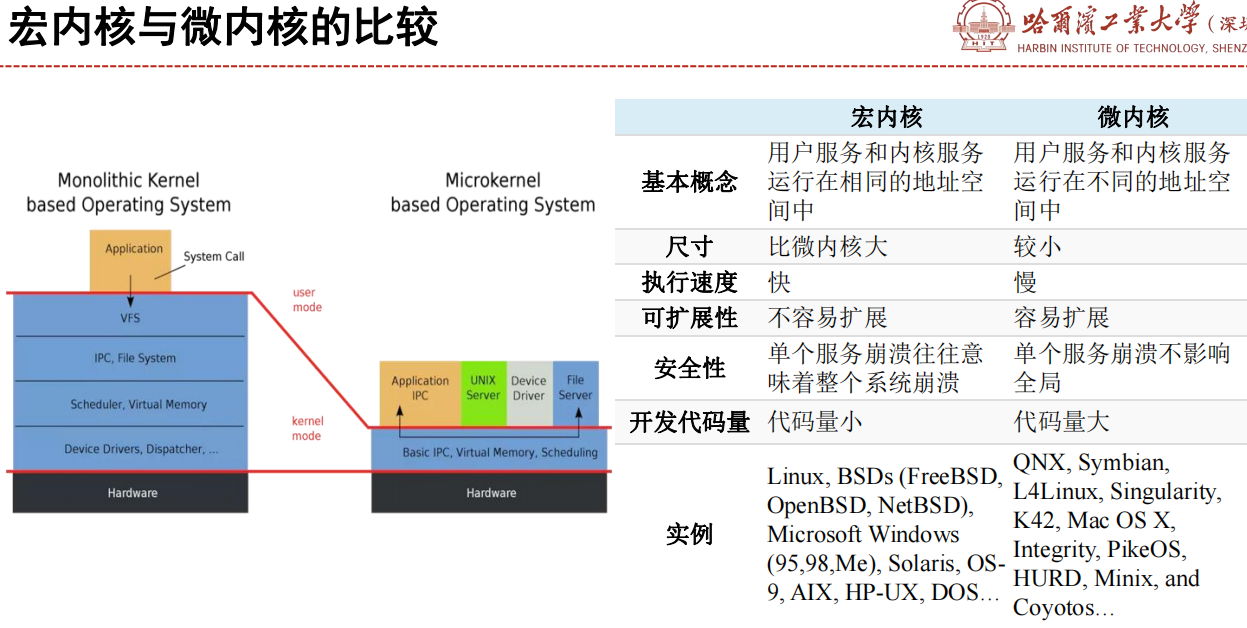 宏内核与微内核的比较
哈爾濱工業大學(深圳
HIT
HARBIN INSTITUTE OF TECHNOLOGY, SHENZ
Monolithic Kernel
based Operating System
Application
System Call
user
mode
VFS
IPC, File System
Scheduler, Virtual Memory
kernel
mode
Device Drivers, Dispatcher, ...
Hardware
Microkernel
based Operating System
Application
IPC
UNIX
Server
Device
Driver
File
Server
Basic IPC, Virtual Memory, Scheduling
Hardware
宏内核
微内核
基本概念
用户服务和内核服务
运行在相同的地址空
间中
用户服务和内核服务
运行在不同的地址空
间中
尺寸
比微内核大
较小
执行速度
快
慢
可扩展性
不容易扩展
容易扩展
安全性
单个服务崩溃往往意
味着整个系统崩溃
单个服务崩溃不影响
全局
开发代码量
代码量小
代码量大
实例
Linux, BSDs (FreeBSD,
OpenBSD, NetBSD),
Microsoft Windows
(95,98,Me), Solaris, OS-
9, AIX, HP-UX, DOS…
QNX, Symbian,
L4Linux, Singularity,
K42, Mac OS X,
Integrity, PikeOS,
HURD, Minix, and
Coyotos…